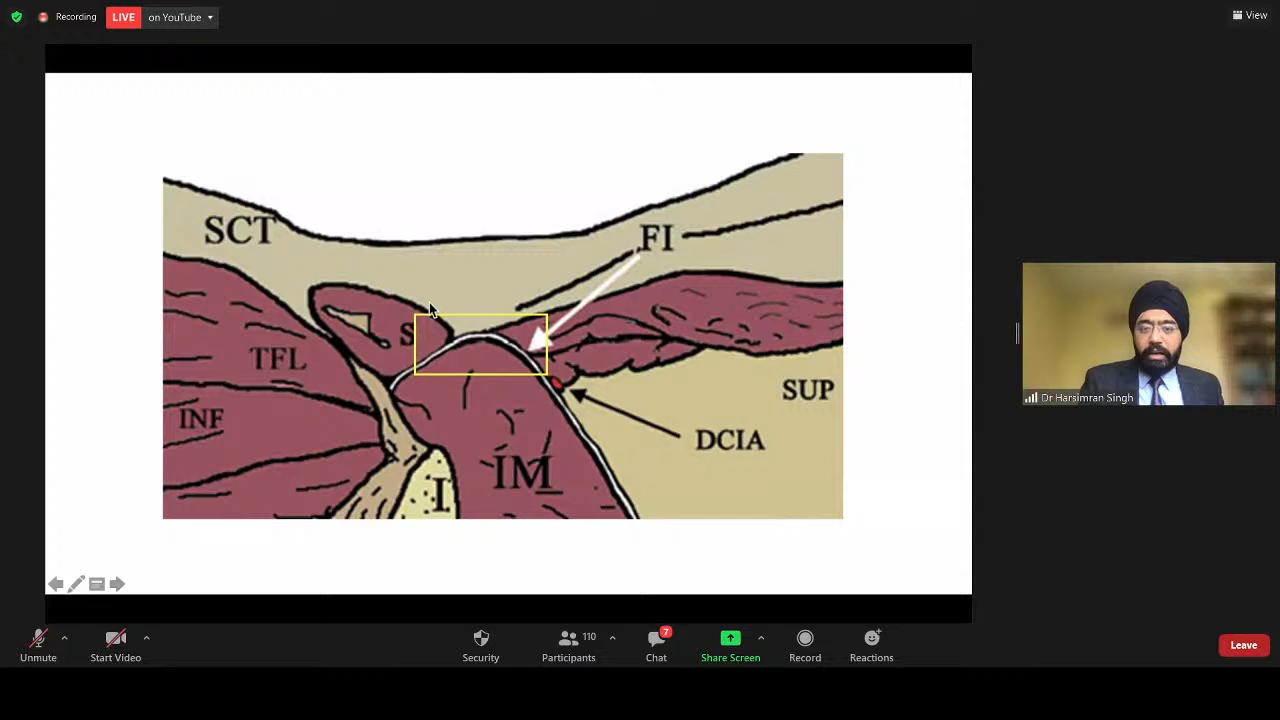 Recording
LIVE on YouTube
View
SCT
FI
S
TFL
SUP
INF
DCIA
IM
I
Dr Harsimran Singh
Unmute
Start Video
Security
Participants
110
Chat
7
Share Screen
Record
Reactions
Leave